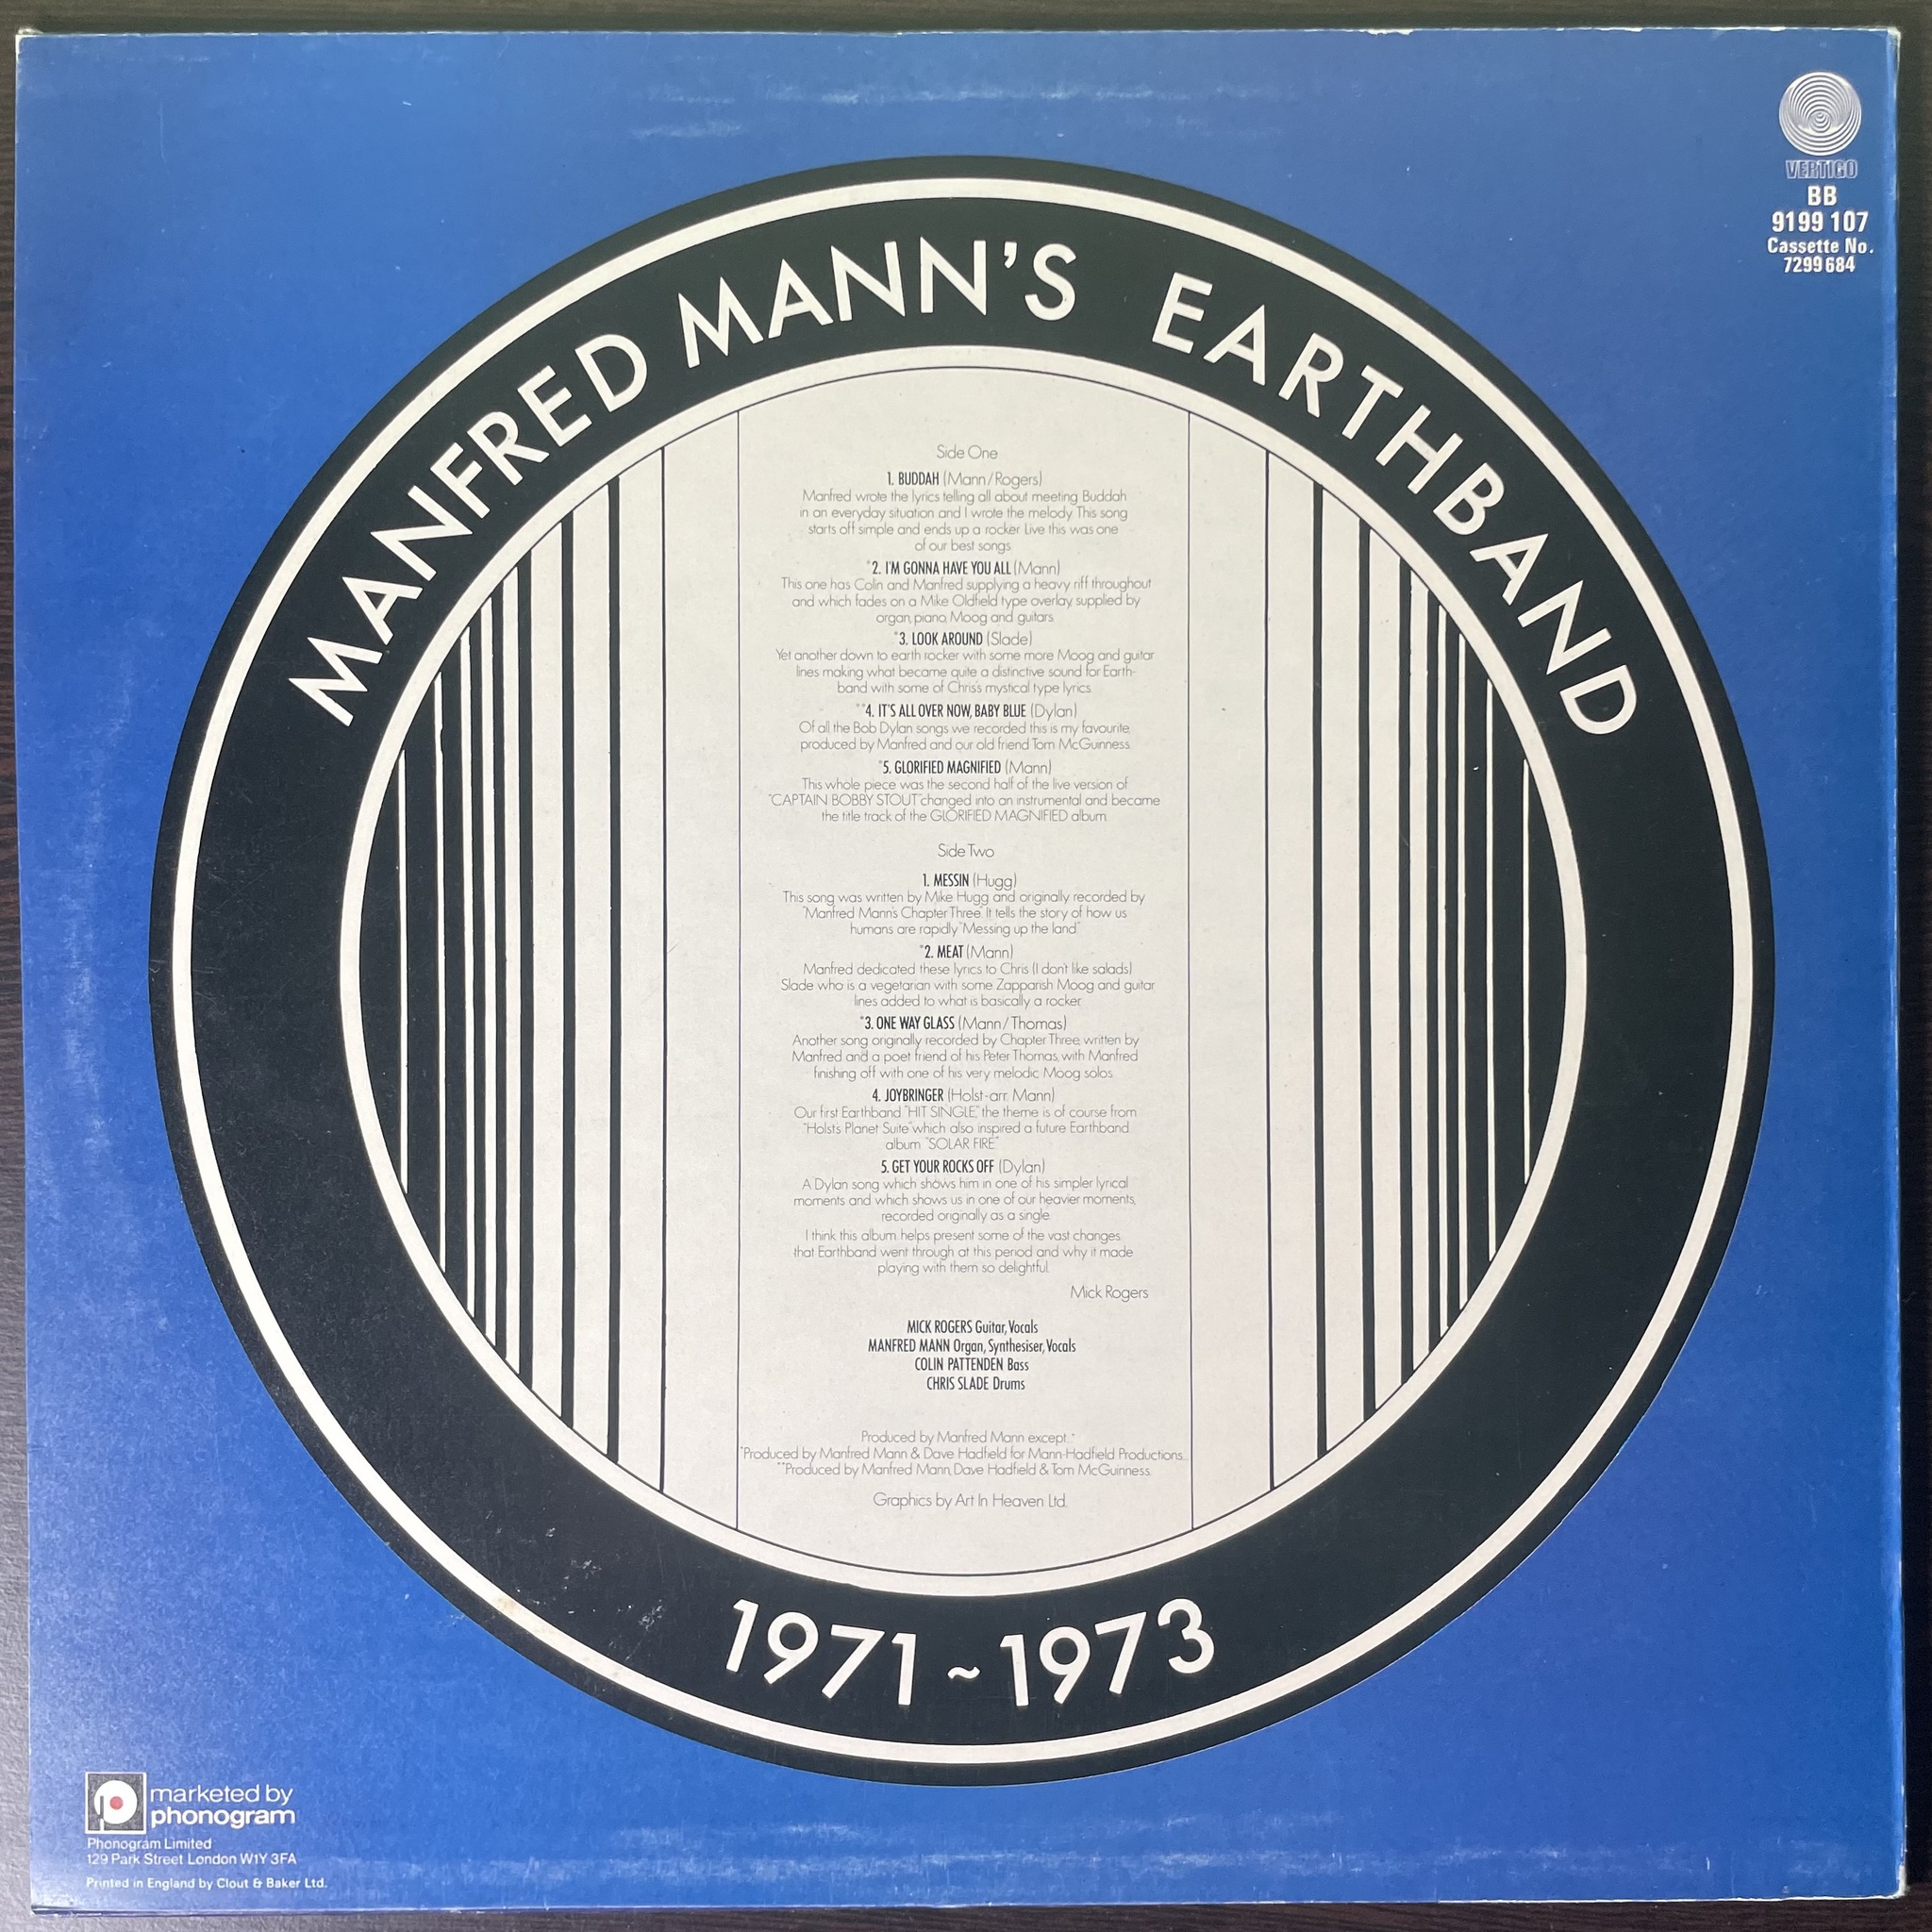 VERTIGO
BB
9199 107
Cassette No.
7299 684
MANFRED MANN'S EARTHBAND
Side One
1. BUDDAH (Mann/Rogers)
Manfred wrote the lyrics telling all about meeting Buddah
in an everyday situation and I wrote the melody. This song
starts off simple and ends up a rocker. Live this was one
of our best songs.
*2. I'M GONNA HAVE YOU ALL (Mann)
This one has Colin and Manfred supplying a heavy riff throughout
and which fades on a Mike Oldfield type overlay, supplied by
organ, piano, Moog and guitars.
*3. LOOK AROUND (Slade)
Yet another down to earth rocker with some more Moog and guitar
lines making what became quite a distinctive sound for Earth-
band with some of Chris's mystical type lyrics.
**4. IT'S ALL OVER NOW, BABY BLUE (Dylan)
Of all the Bob Dylan songs we recorded this is my favourite,
produced by Manfred and our old friend Tom McGuinness.
*5. GLORIFIED MAGNIFIED (Mann)
This whole piece was the second half of the live version of
"CAPTAIN BOBBY STOUT" changed into an instrumental and became
the title track of the GLORIFIED MAGNIFIED album.
Side Two
1. MESSIN (Hugg)
This song was written by Mike Hugg and originally recorded by
"Manfred Mann's Chapter Three." It tells the story of how us
humans are rapidly "Messing up the land."
*2. MEAT (Mann)
Manfred dedicated these lyrics to Chris (I don't like salads)
Slade who is a vegetarian with some Zapparish Moog and guitar
lines added to what is basically a rocker.
*3. ONE WAY GLASS (Mann/Thomas)
Another song originally recorded by Chapter Three, written by
Manfred and a poet friend of his Peter Thomas, with Manfred
finishing off with one of his very melodic Moog solos.
4. JOYBRINGER (Holst-arr. Mann)
Our first Earthband "HIT SINGLE," the theme is of course from
"Holst's Planet Suite" which also inspired a future Earthband
album "SOLAR FIRE."
5. GET YOUR ROCKS OFF (Dylan)
A Dylan song which shows him in one of his simpler lyrical
moments and which shows us in one of our heavier moments,
recorded originally as a single.
I think this album helps present some of the vast changes
that Earthband went through at this period and why it made
playing with them so delightful.
Mick Rogers
MICK ROGERS Guitar, Vocals
MANFRED MANN Organ, Synthesiser, Vocals
COLIN PATTENDEN Bass
CHRIS SLADE Drums
Produced by Manfred Mann except..."
*Produced by Manfred Mann & Dave Hadfield for Mann-Hadfield Productions.
**Produced by Manfred Mann, Dave Hadfield & Tom McGuinness.
Graphics by Art In Heaven Ltd.
1971~1973
marketed by
phonogram
Phonogram Limited
129 Park Street London W1Y 3FA
Printed in England by Clout & Baker Ltd.